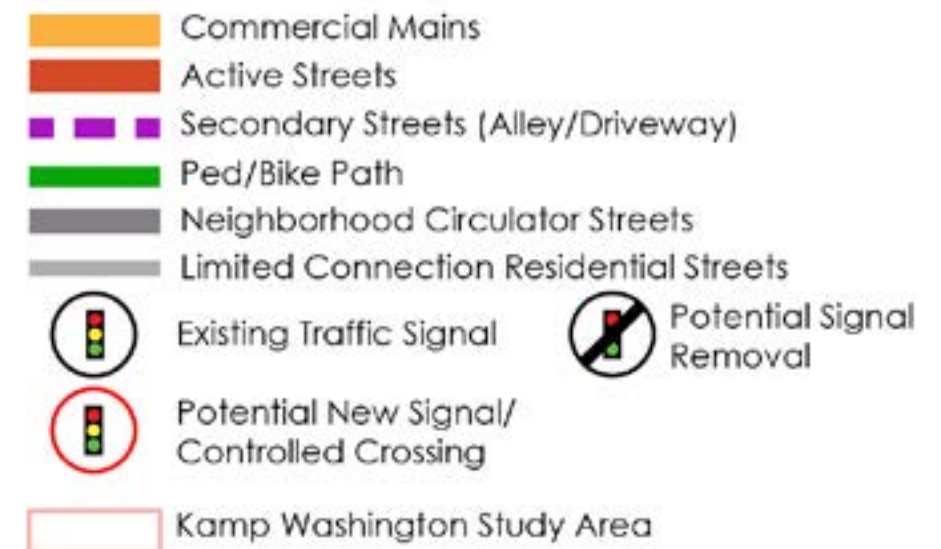 Commercial Mains
Active Streets
Secondary Streets (Alley/Driveway)
Ped/Bike Path
Neighborhood Circulator Streets
Limited Connection Residential Streets
Existing Traffic Signal
Potential Signal
Removal
Potential New Signal/
Controlled Crossing
Kamp Washington Study Area